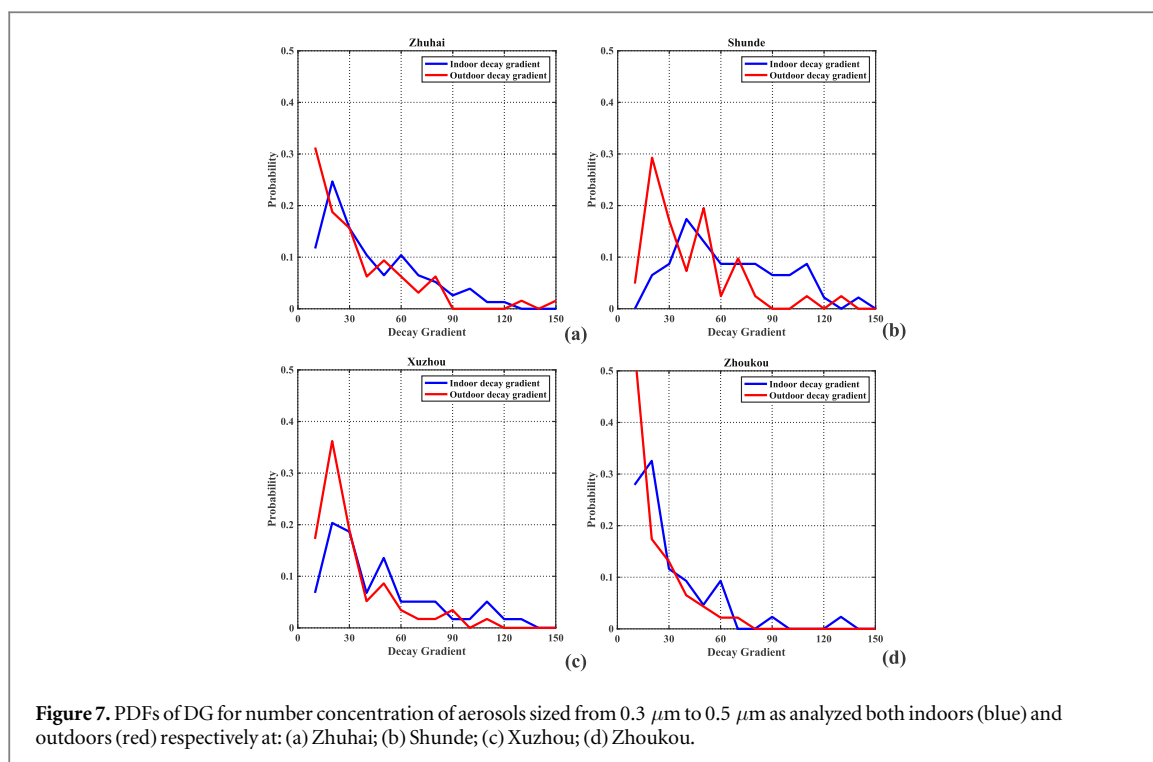 Zhuhai
Indoor decay gradient
Outdoor decay gradient
Probability
0.5
0.4
0.3
0.2
0.1
0
0 30 60 90 120 150
Decay Gradient
(a)
Shunde
Indoor decay gradient
Outdoor decay gradient
Probability
0.5
0.4
0.3
0.2
0.1
0
0 30 60 90 120 150
Decay Gradient
(b)
Xuzhou
Indoor decay gradient
Outdoor decay gradient
Probability
0.5
0.4
0.3
0.2
0.1
0
0 30 60 90 120 150
Decay Gradient
(c)
Zhoukou
Indoor decay gradient
Outdoor decay gradient
Probability
0.5
0.4
0.3
0.2
0.1
0
0 30 60 90 120 150
Decay Gradient
(d)
Figure 7. PDFs of DG for number concentration of aerosols sized from 0.3 μm to 0.5 μm as analyzed both indoors (blue) and
outdoors (red) respectively at: (a) Zhuhai; (b) Shunde; (c) Xuzhou; (d) Zhoukou.